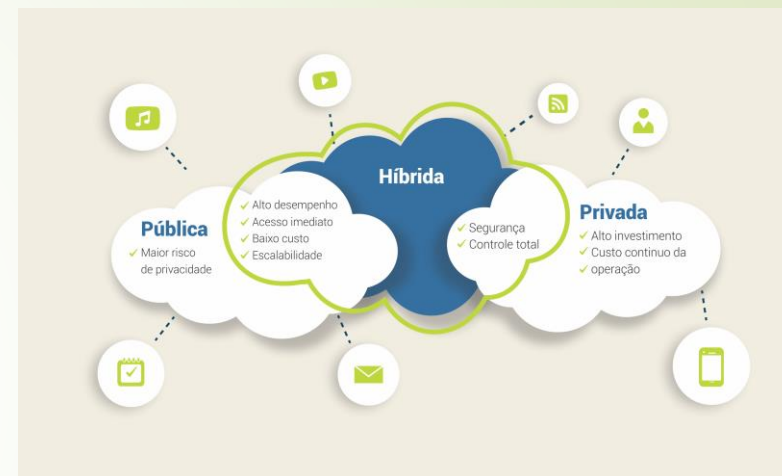 Híbrida
Pública
Maior risco
de privacidade
Alto desempenho
Acesso imediato
Baixo custo
Escalabilidade
Segurança
Controle total
Privada
Alto investimento
Custo continuo da
operação